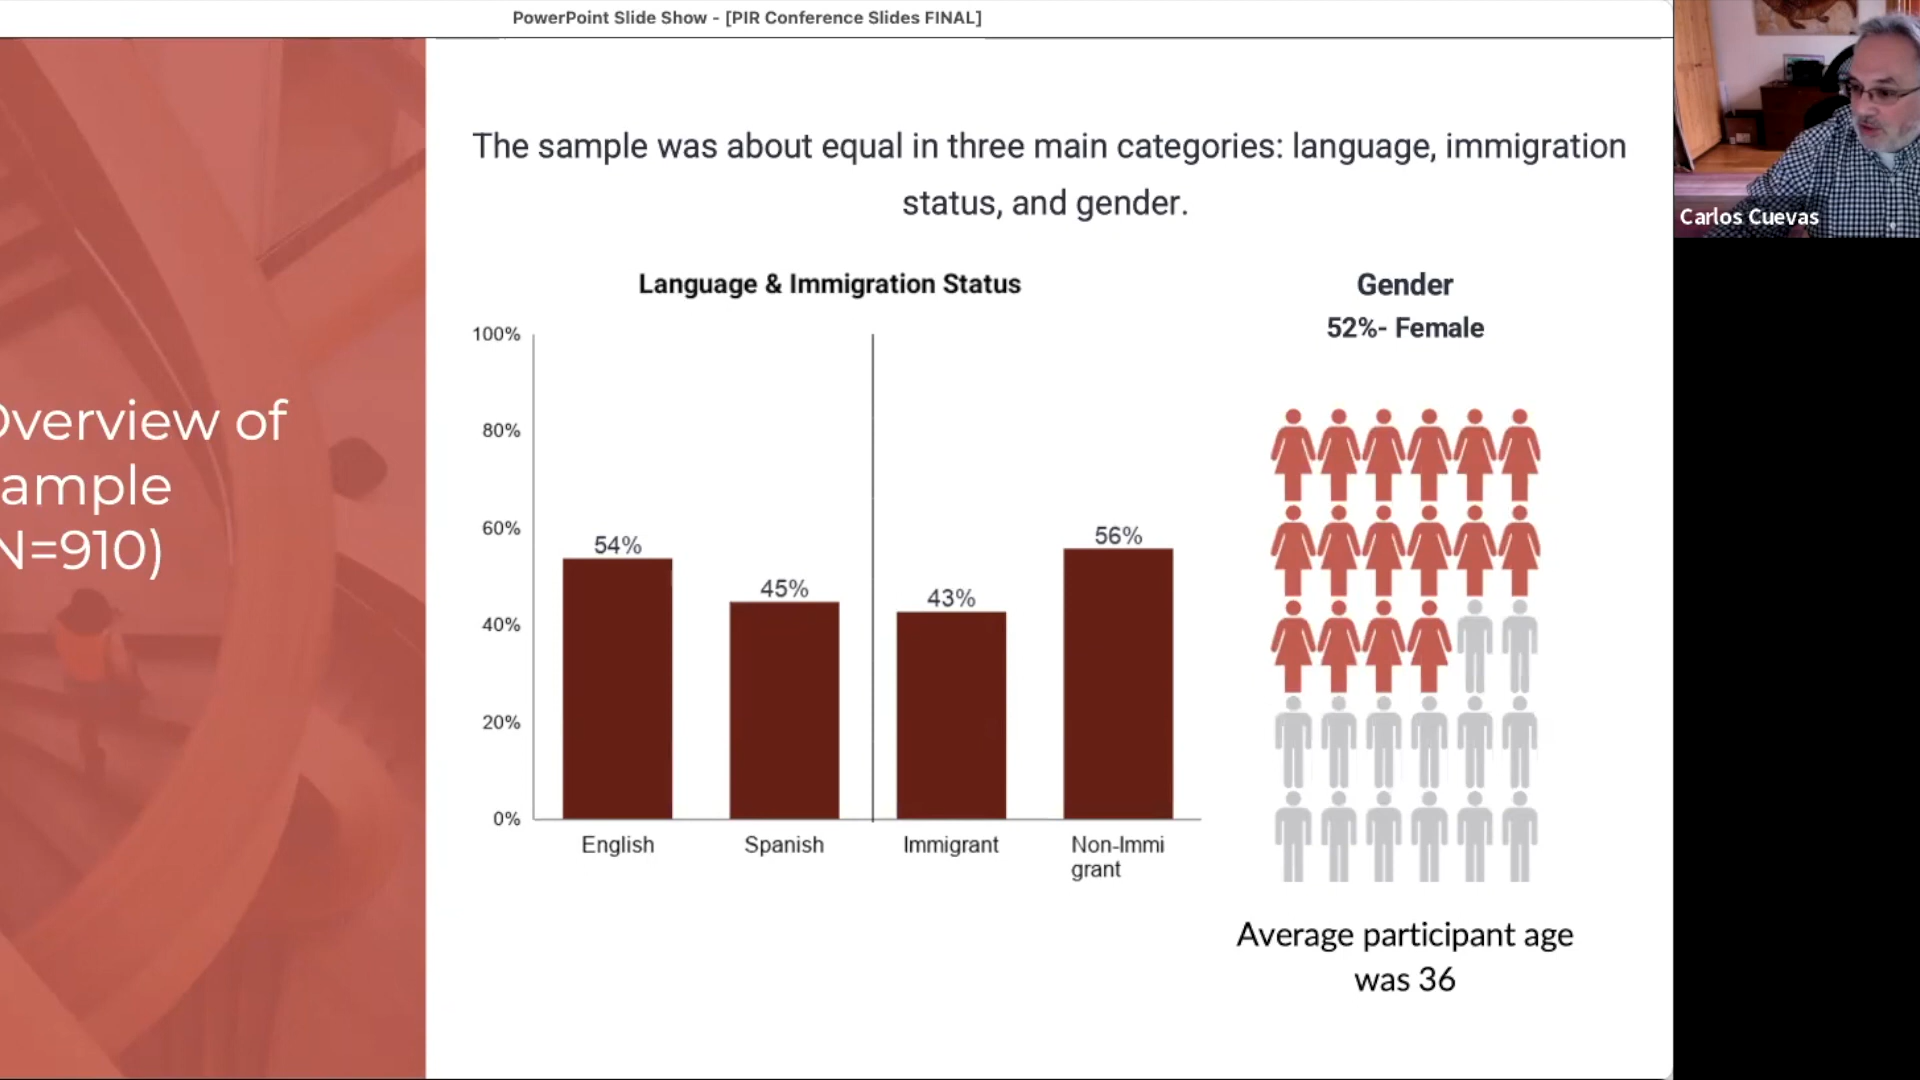 PowerPoint Slide Show - [PIR Conference Slides FINAL]
Overview of
ample
N=910)
The sample was about equal in three main categories: language, immigration
status, and gender.
Language & Immigration Status
100%
80%
60%
40%
20%
0%
54%
45%
43%
56%
English
Spanish
Immigrant
Non-Immi
grant
Gender
52%- Female
Average participant age
was 36
Carlos Cuevas